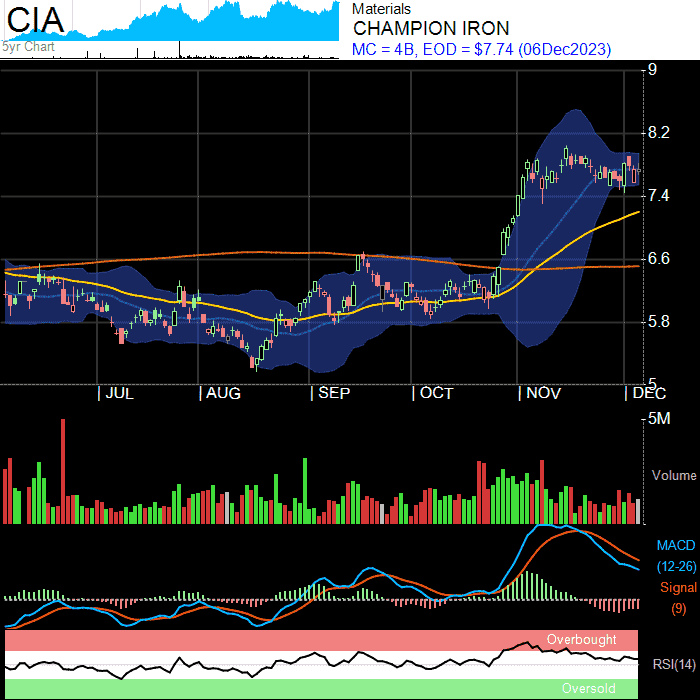 CIA
5yr Chart
Materials
CHAMPION IRON
MC = 4B, EOD = $7.74 (06Dec2023)
9
8.2
7.4
6.6
5.8
5
| JUL | AUG | SEP | OCT | NOV | DEC
5M
Volume
MACD
(12-26)
Signal
(9)
Overbought
RSI(14)
Oversold